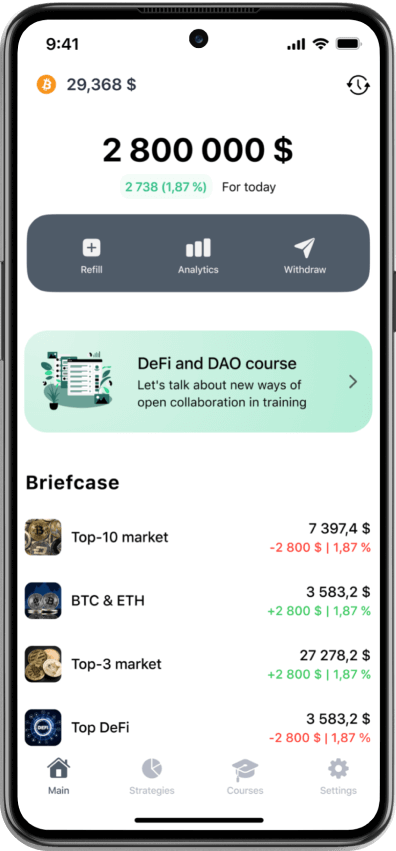 9:41
29,368 $
2 800 000 $
2 738 (1,87 %) For today
Refill Analytics Withdraw
DeFi and DAO course
Let's talk about new ways of
open collaboration in training
Briefcase
Top-10 market 7 397,4 $
-2 800 $ | 1,87 %
BTC & ETH 3 583,2 $
+2 800 $ | 1,87 %
Top-3 market 27 278,2 $
+2 800 $ | 1,87 %
DEFI
Top DeFi 3 583,2 $
-2 800 $ | 1,87 %
Main Strategies Courses Settings